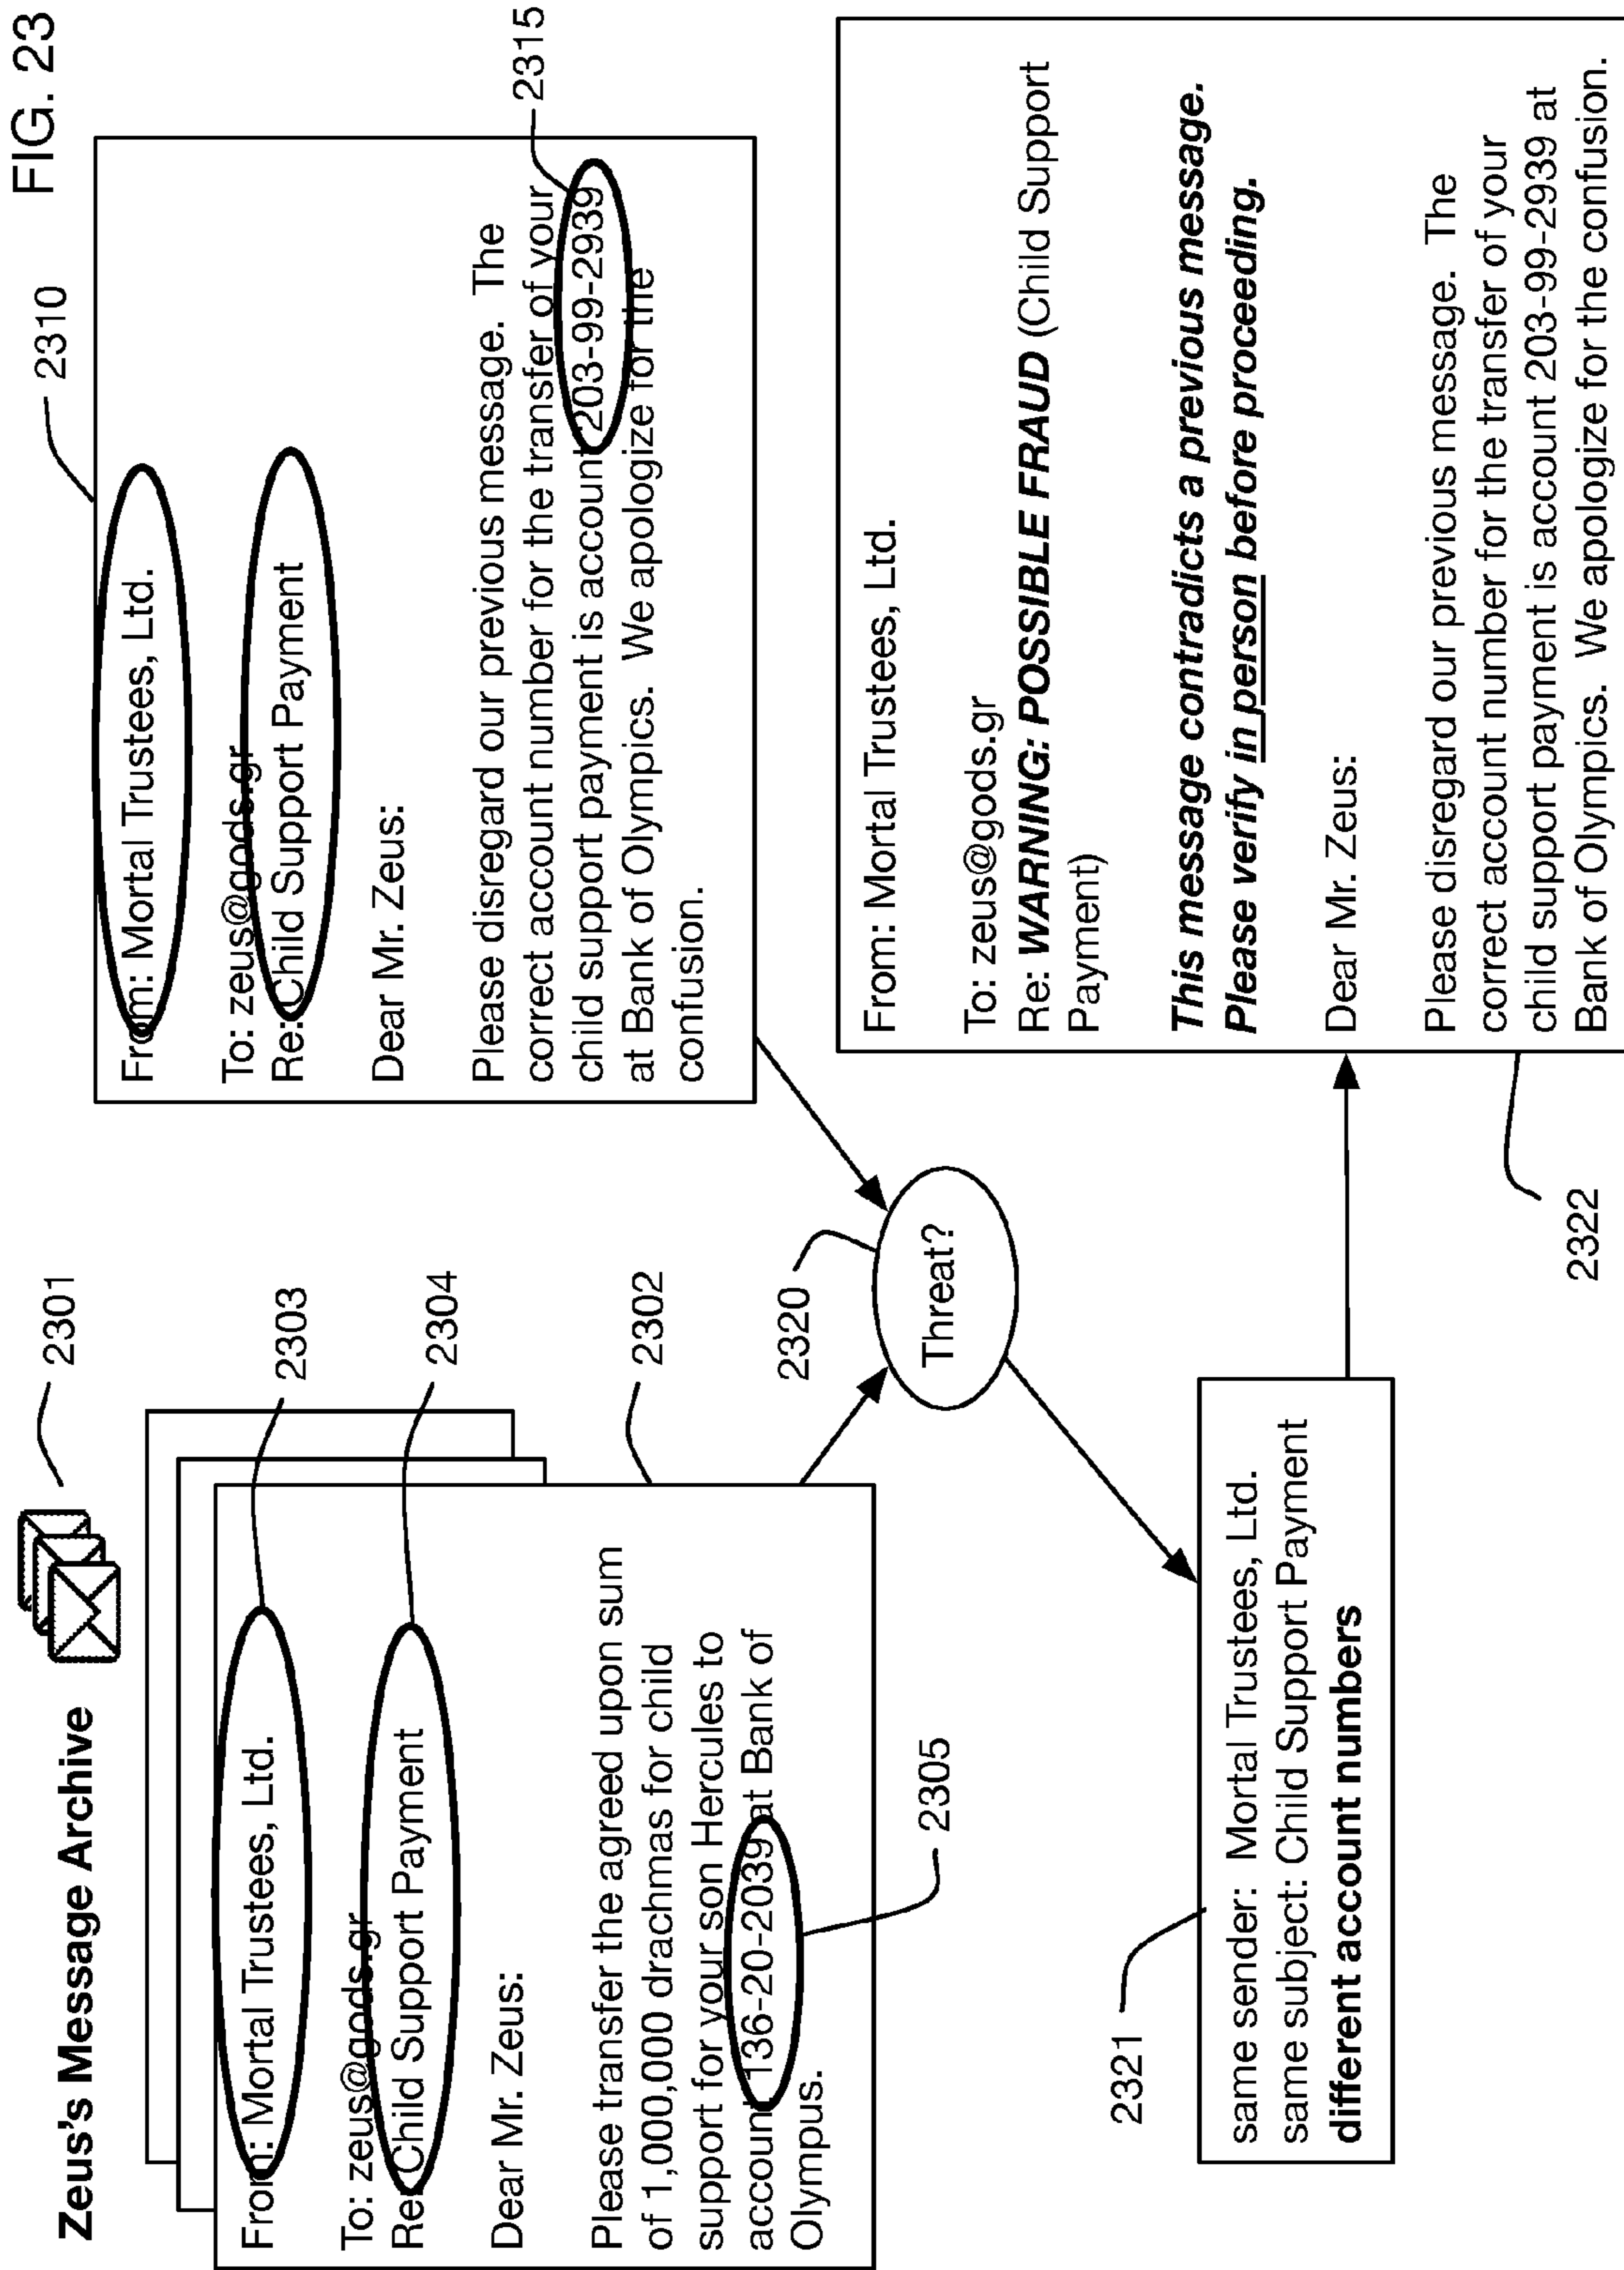 FIG. 23
Zeus's Message Archive
2301
From: Mortal Trustees, Ltd.
2303
To: zeus@gods.gr
Re: Child Support Payment
2304
Dear Mr. Zeus:
Please transfer the agreed upon sum
of 1,000,000 drachmas for child
support for your son Hercules to
account 136-20-2039 at Bank of
Olympus.
2302
2305
2310
From: Mortal Trustees, Ltd.
To: zeus@gods.gr
Re: Child Support Payment
Dear Mr. Zeus:
Please disregard our previous message. The
correct account number for the transfer of your
child support payment is account 203-99-2939
at Bank of Olympics. We apologize for the
confusion.
2315
2320
Threat?
2321
same sender: Mortal Trustees, Ltd.
same subject: Child Support Payment
different account numbers
From: Mortal Trustees, Ltd.
To: zeus@gods.gr
Re: WARNING: POSSIBLE FRAUD (Child Support
Payment)
This message contradicts a previous message.
Please verify in person before proceeding.
Dear Mr. Zeus:
Please disregard our previous message. The
correct account number for the transfer of your
child support payment is account 203-99-2939 at
Bank of Olympics. We apologize for the confusion.
2322